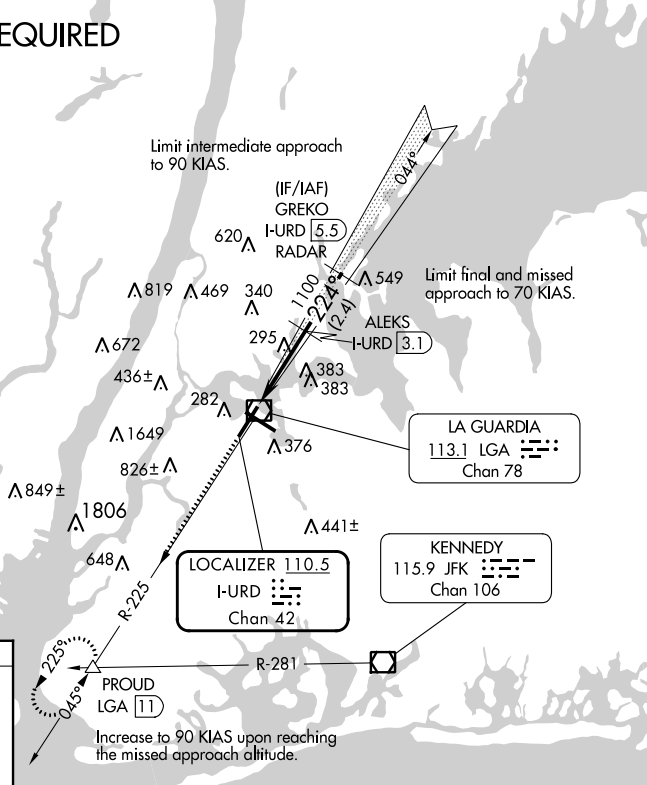 EQUIRED
Limit intermediate approach
to 90 KIAS.
(IF/IAF)
GREKO
I-URD 5.5
RADAR
044°
620
549
819
469
340
1100
224°
(2.4)
Limit final and missed
approach to 70 KIAS.
ALEKS
I-URD 3.1
295
672
383
383
436±
282
LA GUARDIA
113.1 LGA
Chan 78
1649
376
826±
849±
1806
441±
648
LOCALIZER 110.5
I-URD
Chan 42
KENNEDY
115.9 JFK
Chan 106
R-225
225°
R-281
045°
PROUD
LGA 11
Increase to 90 KIAS upon reaching
the missed approach altitude.